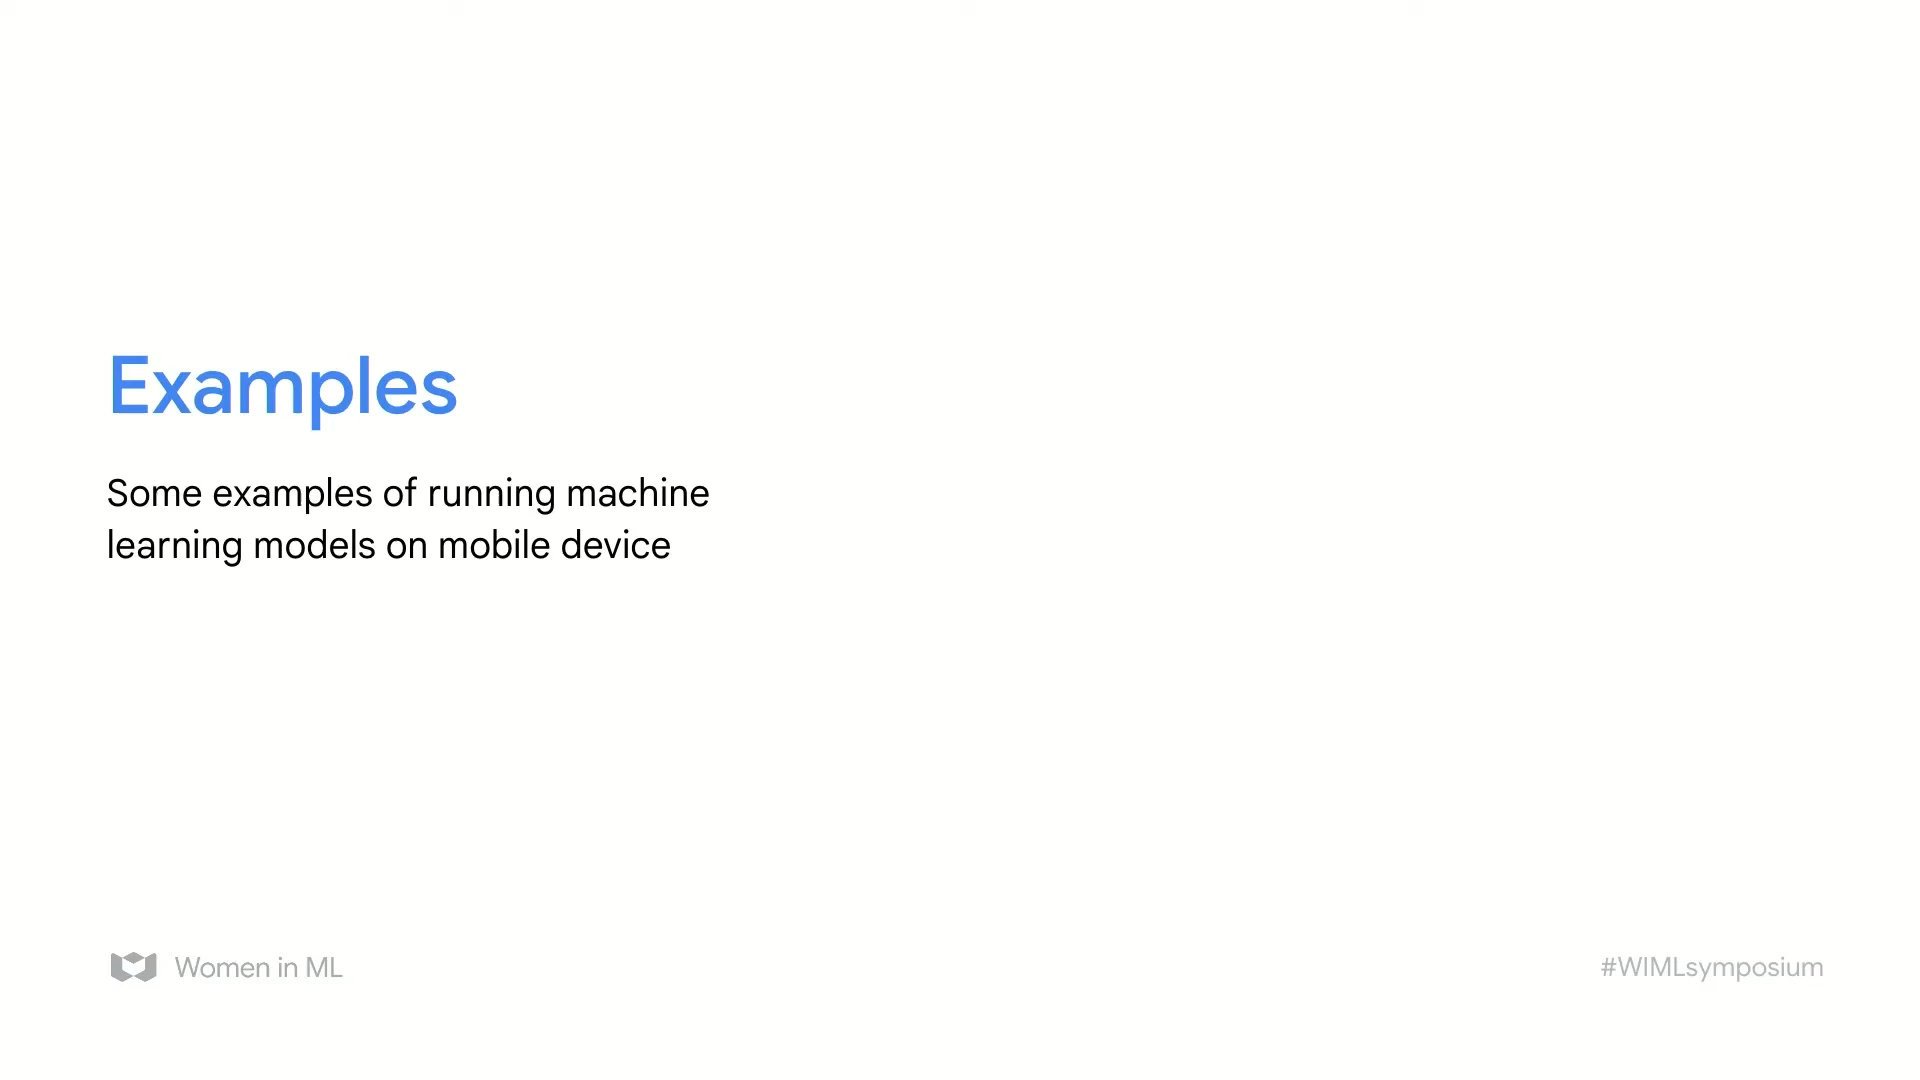 Examples
Some examples of running machine
learning models on mobile device
Women in ML
#WIMLsymposium